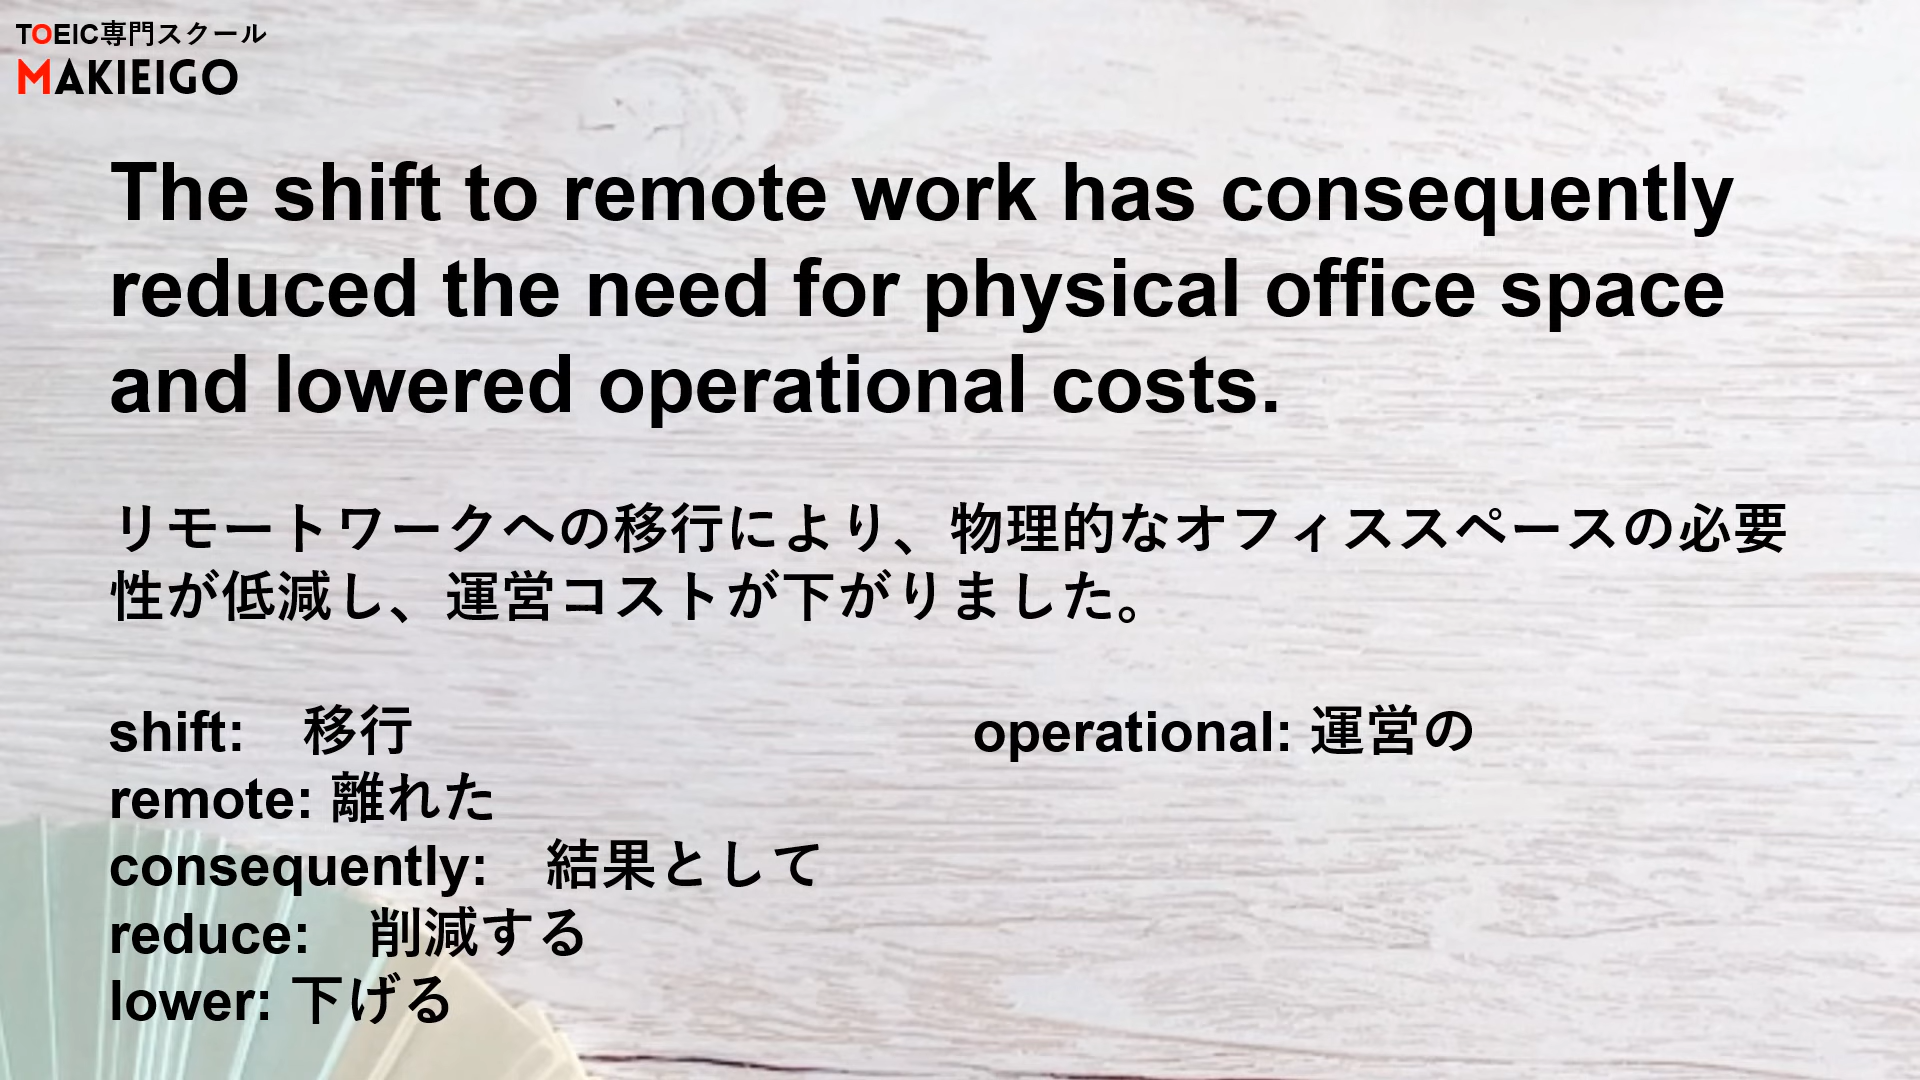 TOEIC専門スクール
MAKIEIGO
The shift to remote work has consequently
reduced the need for physical office space
and lowered operational costs.
リモートワークへの移行により、物理的なオフィススペースの必要
性が低減し、運営コストが下がりました。
shift:　移行
remote: 離れた
consequently:　結果として
reduce:　削減する
lower: 下げる
operational: 運営の